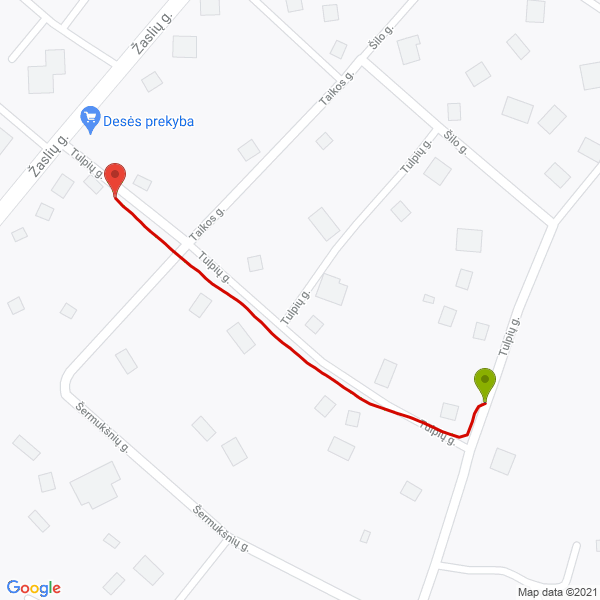 Žaslių g.
Šilo g.
Taikos g.
Desės prekyba
Žaslių g.
Tulpių g.
Šilo g.
Tulpių g.
Taikos g.
Tulpių g.
Tulpių g.
Tulpių g.
Šermukšnių g.
Tulpių g.
Šermukšnių g.
Google
Map data ©2021